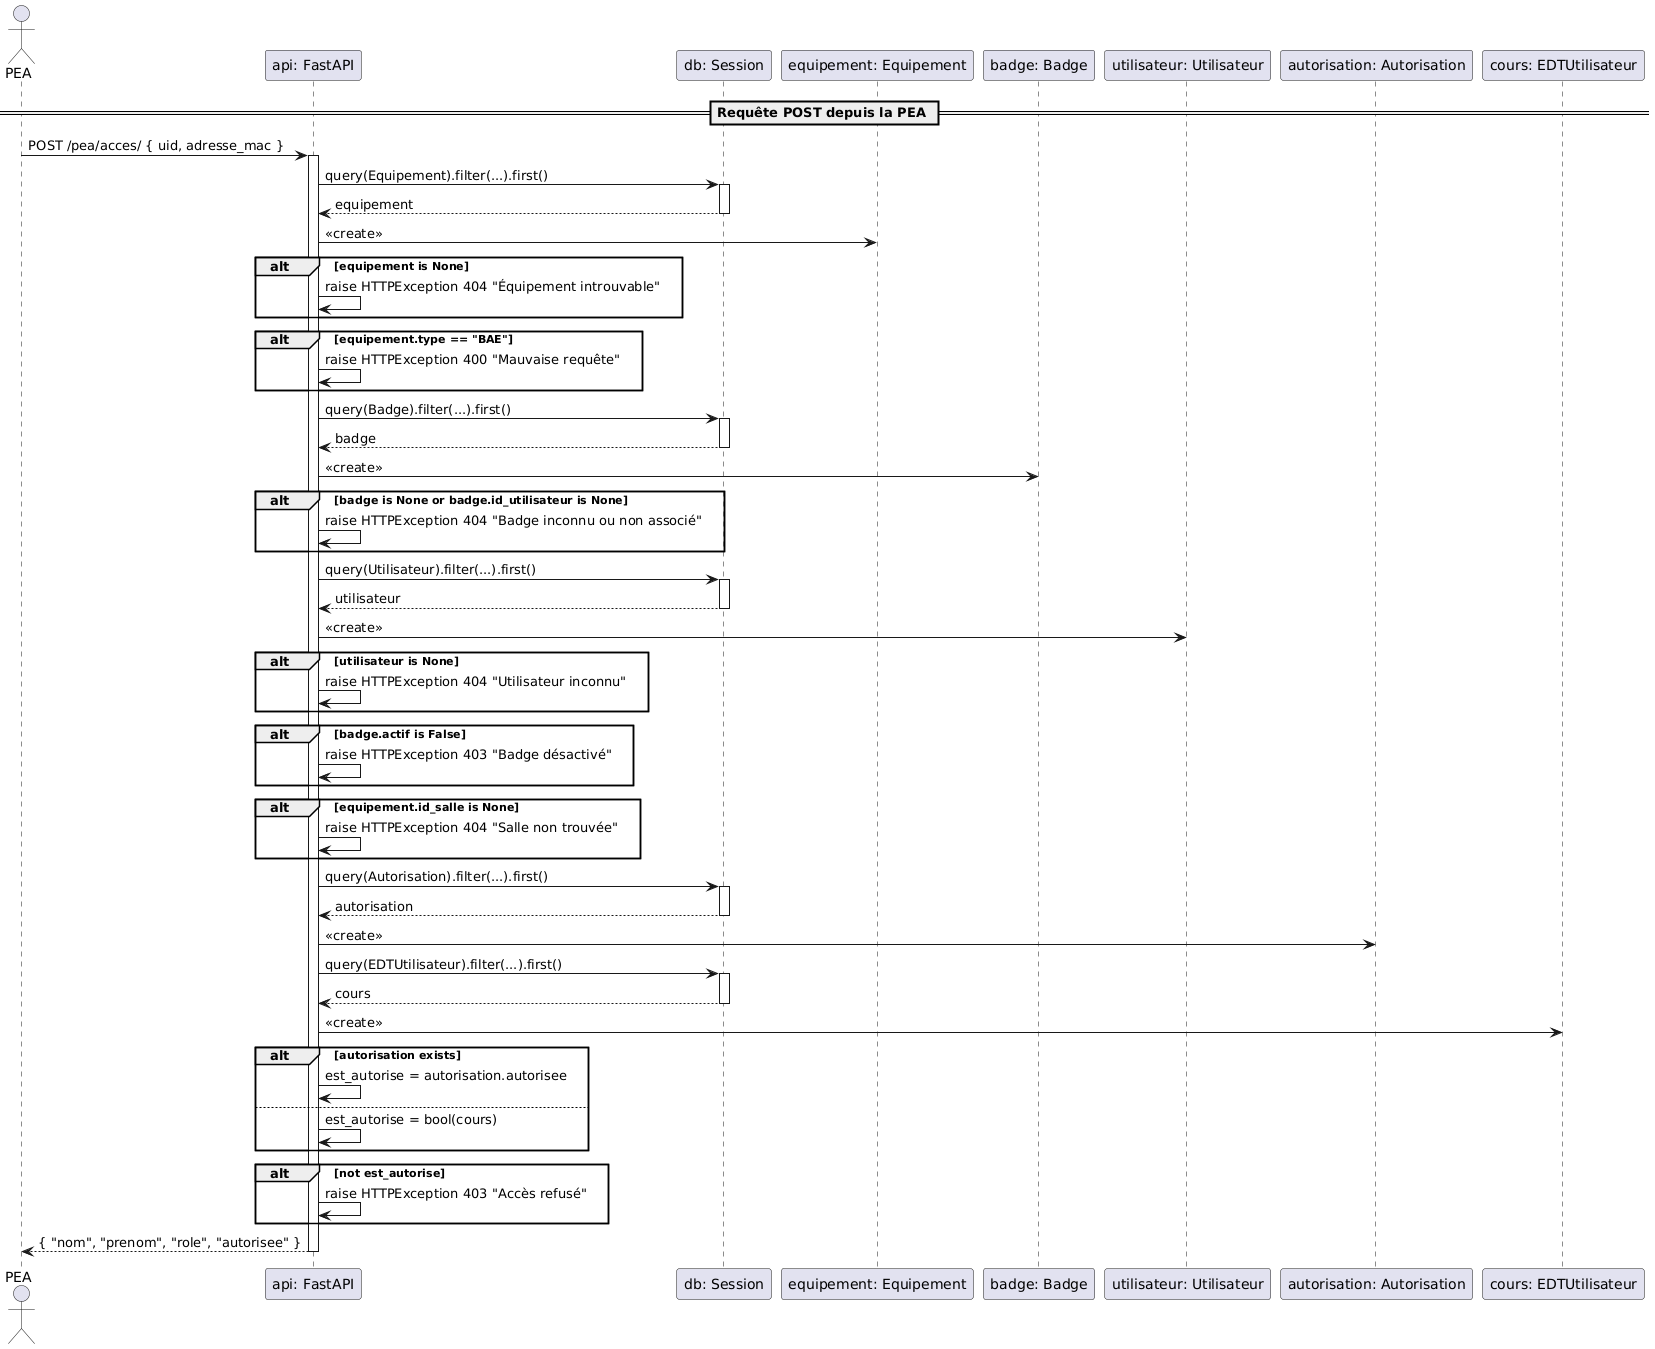 PEA
api: FastAPI
db: Session
equipement: Equipement
badge: Badge
utilisateur: Utilisateur
autorisation: Autorisation
cours: EDTUtilisateur
Requête POST depuis la PEA
POST /pea/acces/ { uid, adresse_mac }
query(Equipement).filter(...).first()
equipement
«create»
alt [equipement is None]
raise HTTPException 404 "Équipement introuvable"
alt [equipement.type == "BAE"]
raise HTTPException 400 "Mauvaise requête"
query(Badge).filter(...).first()
badge
«create»
alt [badge is None or badge.id_utilisateur is None]
raise HTTPException 404 "Badge inconnu ou non associé"
query(Utilisateur).filter(...).first()
utilisateur
«create»
alt [utilisateur is None]
raise HTTPException 404 "Utilisateur inconnu"
alt [badge.actif is False]
raise HTTPException 403 "Badge désactivé"
alt [equipement.id_salle is None]
raise HTTPException 404 "Salle non trouvée"
query(Autorisation).filter(...).first()
autorisation
«create»
query(EDTUtilisateur).filter(...).first()
cours
«create»
alt [autorisation exists]
est_autorise = autorisation.autorisee
est_autorise = bool(cours)
alt [not est_autorise]
raise HTTPException 403 "Accès refusé"
{ "nom", "prenom", "role", "autorisee" }
PEA
api: FastAPI
db: Session
equipement: Equipement
badge: Badge
utilisateur: Utilisateur
autorisation: Autorisation
cours: EDTUtilisateur